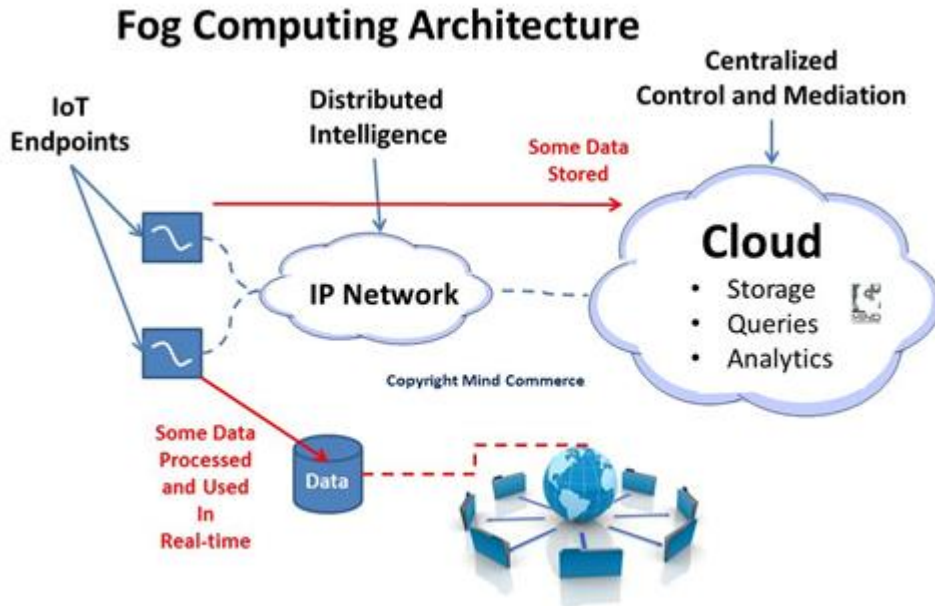 Fog Computing Architecture
IoT
Endpoints
Distributed
Intelligence
Centralized
Control and Mediation
Some Data
Stored
IP Network
Cloud
• Storage
• Queries
• Analytics
MIND
Copyright Mind Commerce
Some Data
Processed
and Used
In
Real-time
Data